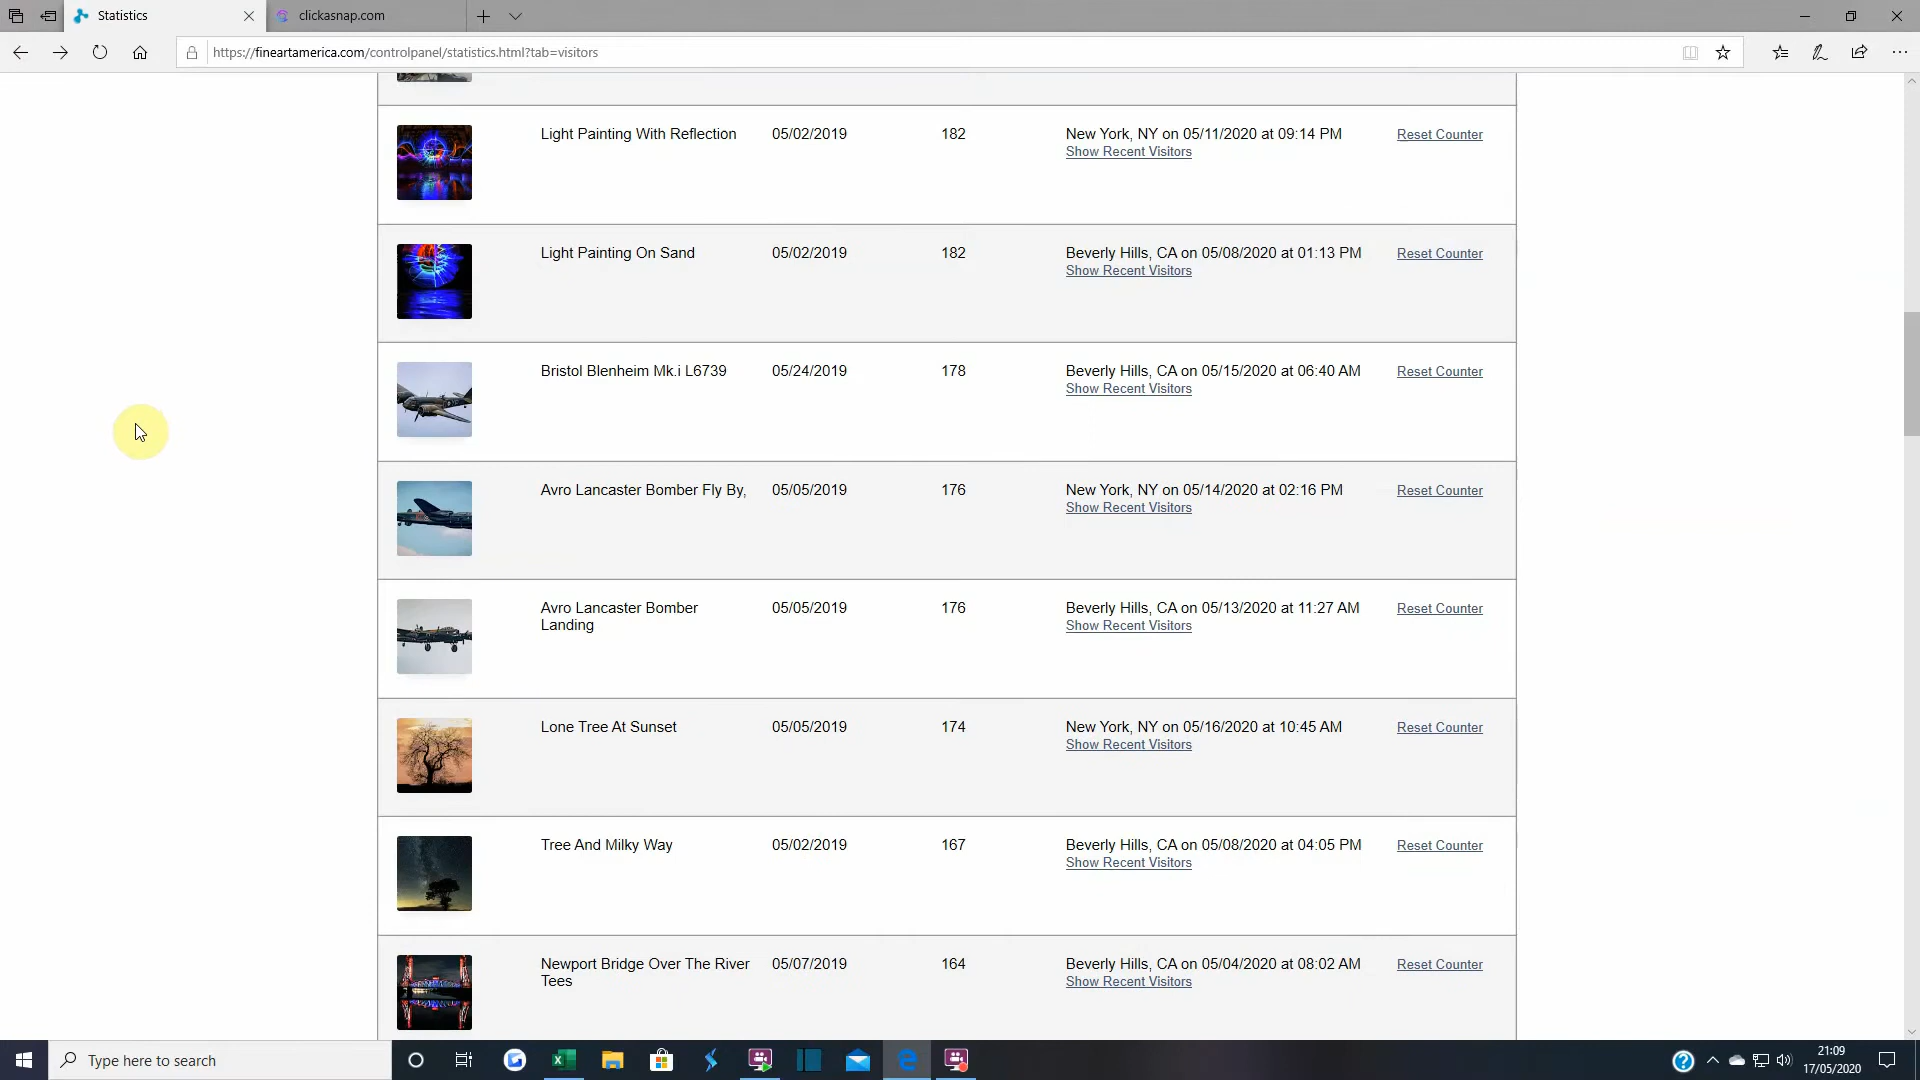 Statistics
clickasnap.com
https://fineartamerica.com/controlpanel/statistics.html?tab=visitors
Light Painting With Reflection 05/02/2019 182 New York, NY on 05/11/2020 at 09:14 PM Reset Counter
Show Recent Visitors
Light Painting On Sand 05/02/2019 182 Beverly Hills, CA on 05/08/2020 at 01:13 PM Reset Counter
Show Recent Visitors
Bristol Blenheim Mk.i L6739 05/24/2019 178 Beverly Hills, CA on 05/15/2020 at 06:40 AM Reset Counter
Show Recent Visitors
Avro Lancaster Bomber Fly By, 05/05/2019 176 New York, NY on 05/14/2020 at 02:16 PM Reset Counter
Show Recent Visitors
Avro Lancaster Bomber 05/05/2019 176 Beverly Hills, CA on 05/13/2020 at 11:27 AM Reset Counter
Landing Show Recent Visitors
Lone Tree At Sunset 05/05/2019 174 New York, NY on 05/16/2020 at 10:45 AM Reset Counter
Show Recent Visitors
Tree And Milky Way 05/02/2019 167 Beverly Hills, CA on 05/08/2020 at 04:05 PM Reset Counter
Show Recent Visitors
Newport Bridge Over The River 05/07/2019 164 Beverly Hills, CA on 05/04/2020 at 08:02 AM Reset Counter
Tees Show Recent Visitors
Type here to search
21:09
17/05/2020